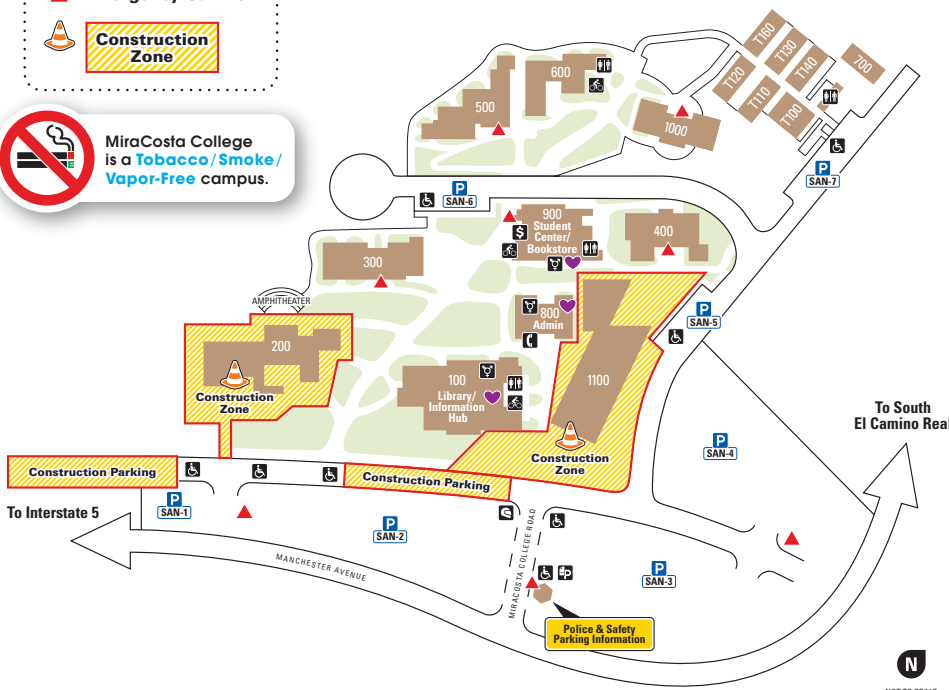 Construction
Zone
MiraCosta College
is a Tobacco/Smoke/
Vapor-Free campus.
T160
T130
T140
700
T120
T110
T100
600
500
1000
P
SAN-7
P
SAN-6
900
Student
Center/
Bookstore
$
400
300
AMPHITHEATER
P
SAN-5
800
Admin
200
1100
100
Library/
Information
Hub
Construction
Zone
To South
El Camino Real
Construction
Zone
P
SAN-4
Construction Parking
Construction Parking
To Interstate 5
P
SAN-1
P
SAN-2
MANCHESTER AVENUE
MIRACOSTA COLLEGE ROAD
P
P
SAN-3
Police & Safety
Parking Information
N